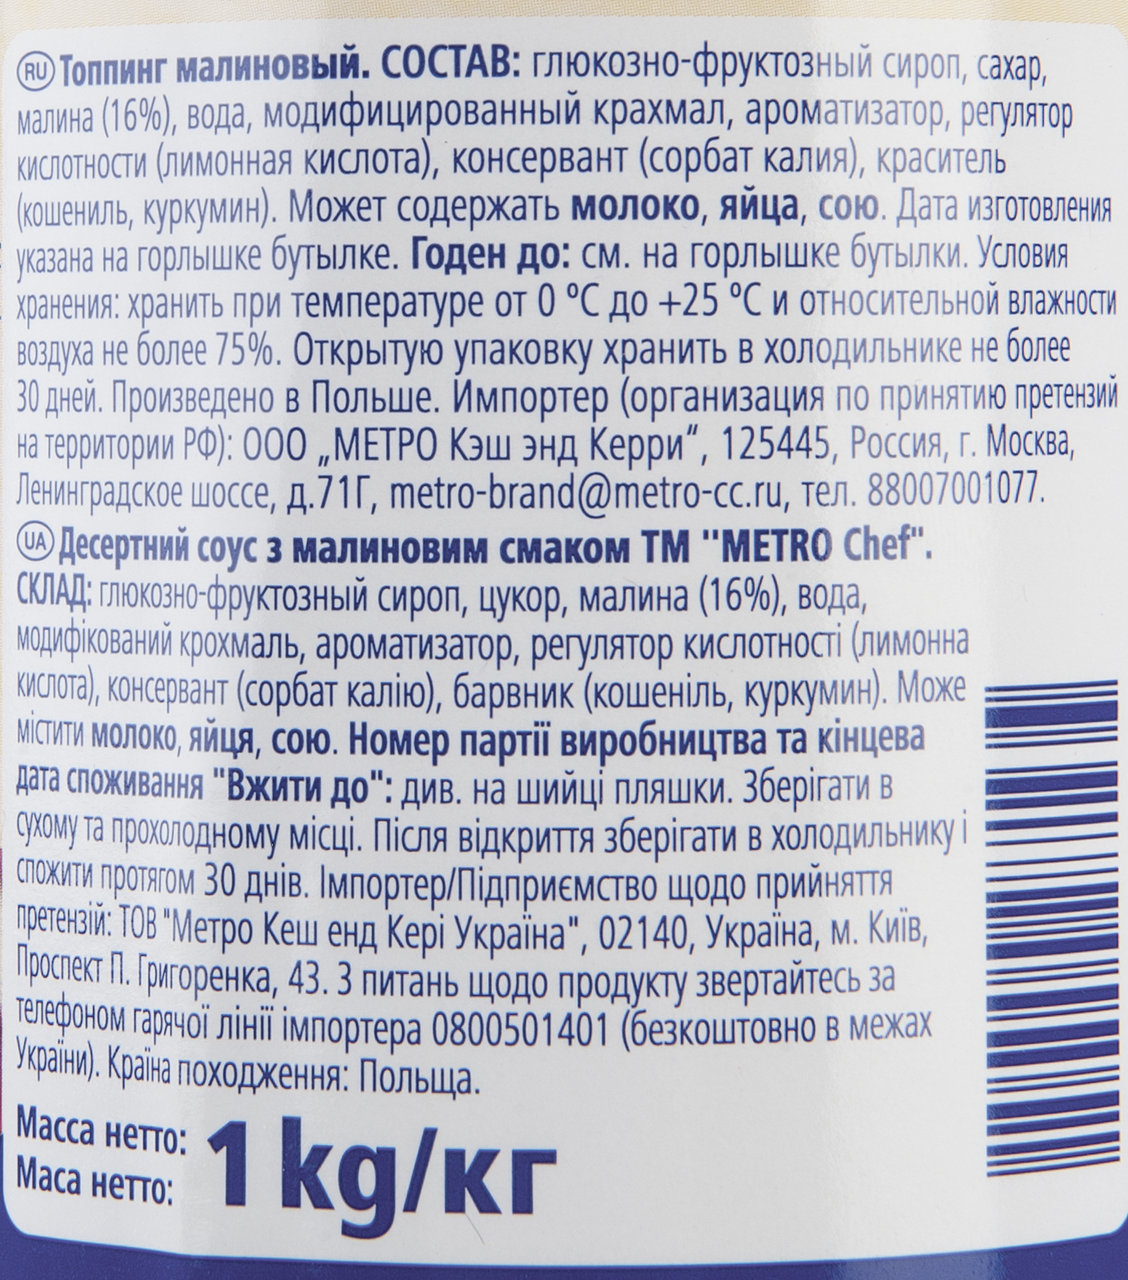 RU Топпинг малиновый. СОСТАВ: глюкозно-фруктозный сироп, сахар,
малина (16%), вода, модифицированный крахмал, ароматизатор, регулятор
кислотности (лимонная кислота), консервант (сорбат калия), краситель
(кошениль, куркумин). Может содержать молоко, яйца, сою. Дата изготовления
указана на горлышке бутылке. Годен до: см. на горлышке бутылки. Условия
хранения: хранить при температуре от 0 °С до +25 °С и относительной влажности
воздуха не более 75%. Открытую упаковку хранить в холодильнике не более
30 дней. Произведено в Польше. Импортер (организация по принятию претензий
на территории РФ): ООО „МЕТРО Кэш энд Керри“, 125445, Россия, г. Москва,
Ленинградское шоссе, д.71Г, metro-brand@metro-cc.ru, тел. 88007001077.
UA Десертний соус з малиновим смаком ТМ "METRO Chef".
СКЛАД: глюкозно-фруктозный сироп, цукор, малина (16%), вода,
модифікований крохмаль, ароматизатор, регулятор кислотності (лимонна
кислота), консервант (сорбат калію), барвник (кошеніль, куркумин). Може
містити молоко, яйця, сою. Номер партії виробництва та кінцева
дата споживання "Вжити до": див. на шийці пляшки. Зберігати в
сухому та прохолодному місці. Після відкриття зберігати в холодильнику і
спожити протягом 30 днів. Імпортер/Підприємство щодо прийняття
претензій: ТОВ "Метро Кеш енд Кері Україна", 02140, Україна, м. Київ,
Проспект П. Григоренка, 43. З питань щодо продукту звертайтесь за
телефоном гарячої лінії імпортера 0800501401 (безкоштовно в межах
України). Країна походження: Польща.
Масса нетто:
Маса нетто:
1 kg/кг